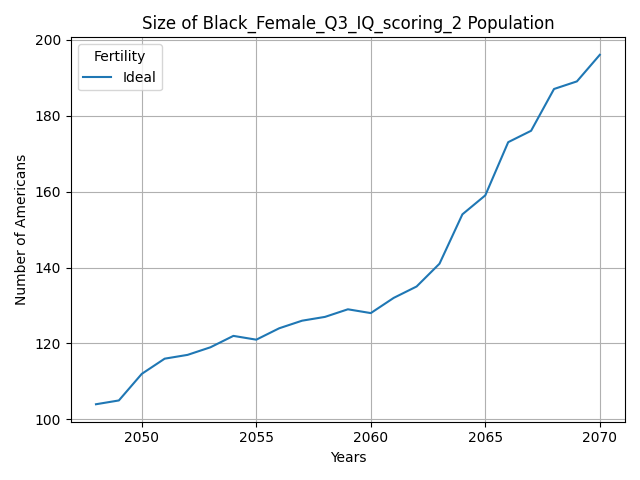 Size of Black_Female_Q3_IQ_scoring_2 Population
Fertility
Ideal
Number of Americans
200
180
160
140
120
100
2050
2055
2060
2065
2070
Years